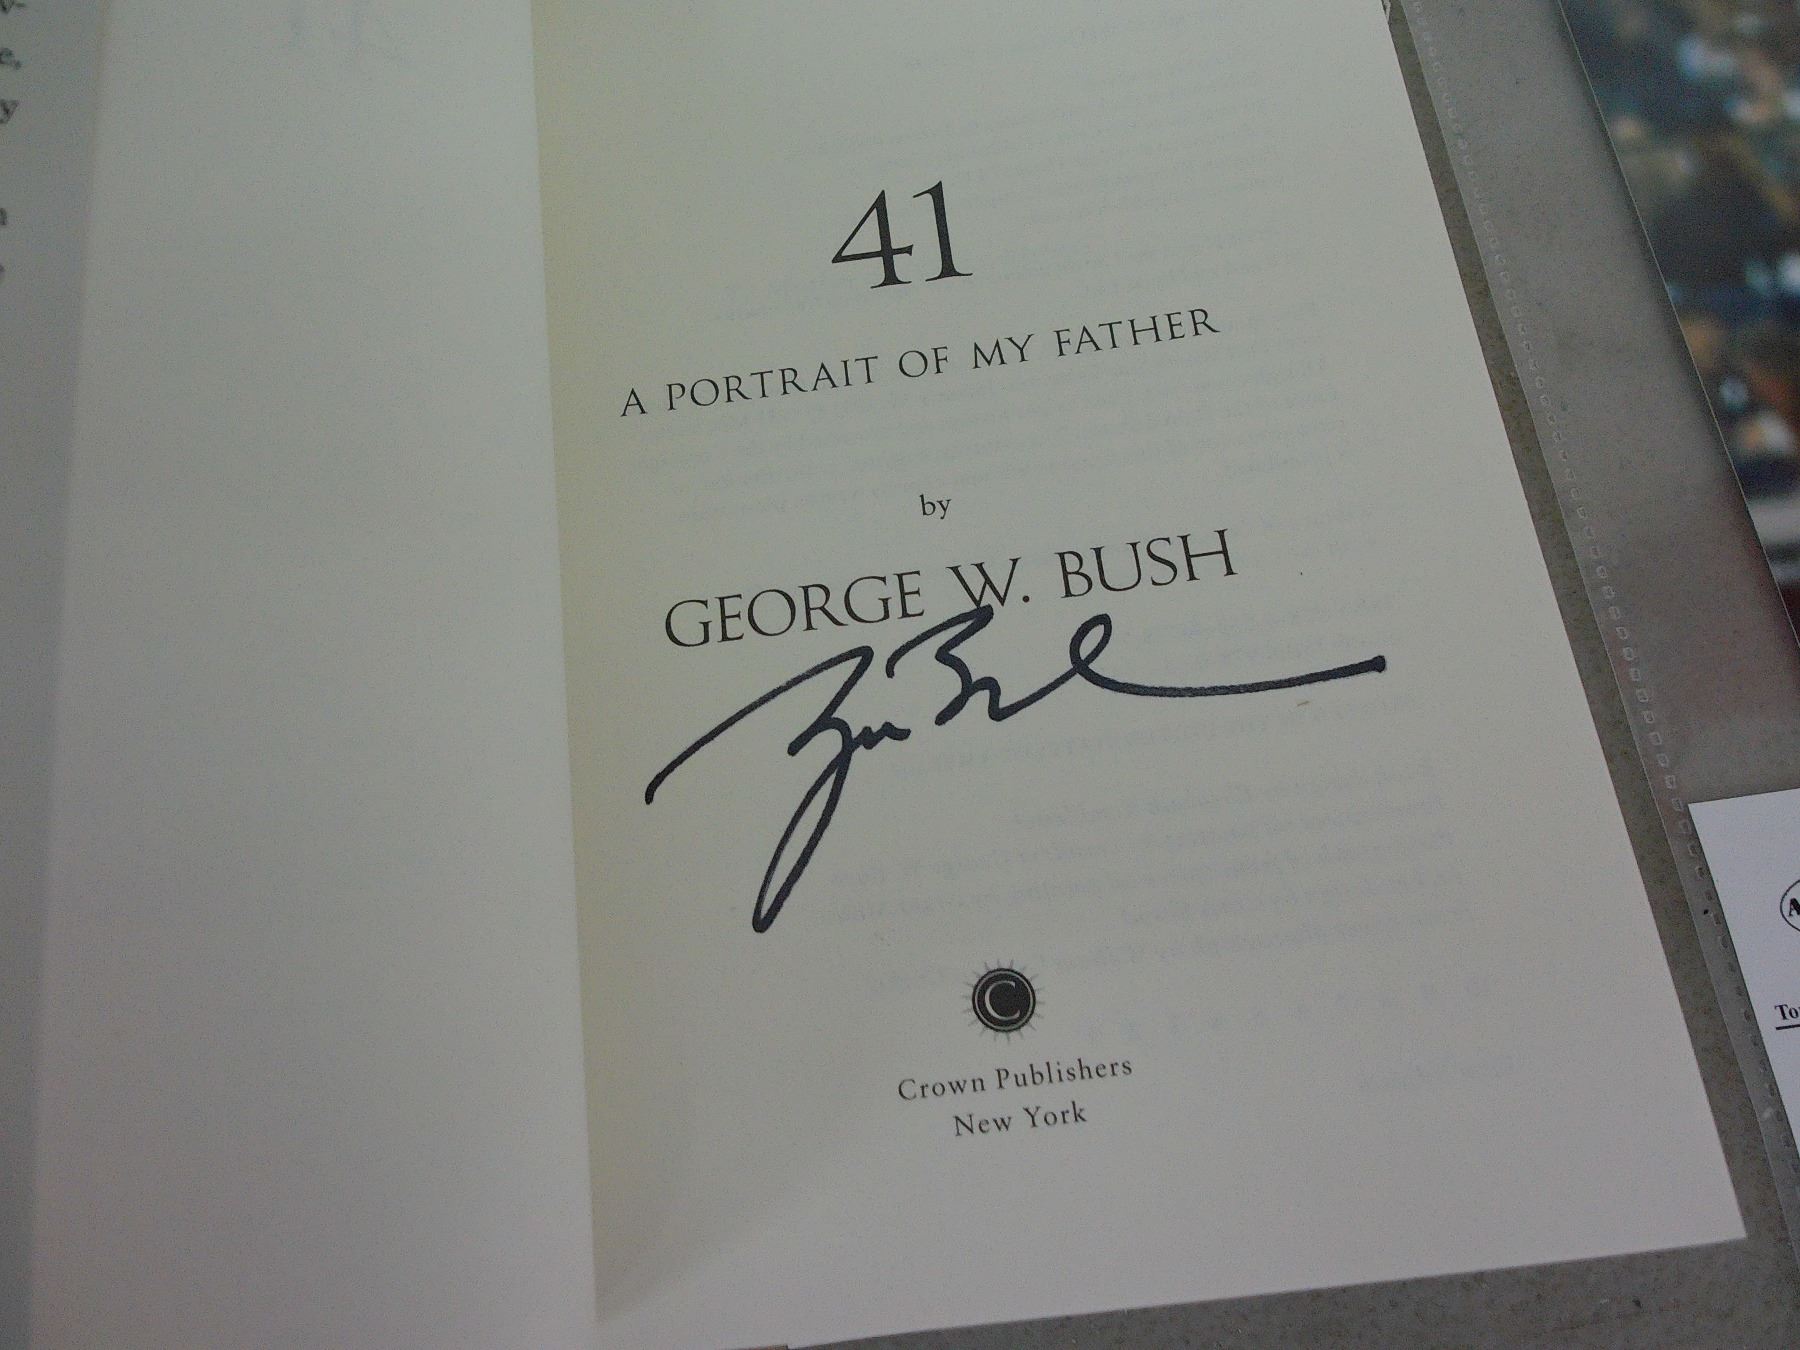 41
A PORTRAIT OF MY FATHER
by
GEORGE W. BUSH
C
Crown Publishers
New York